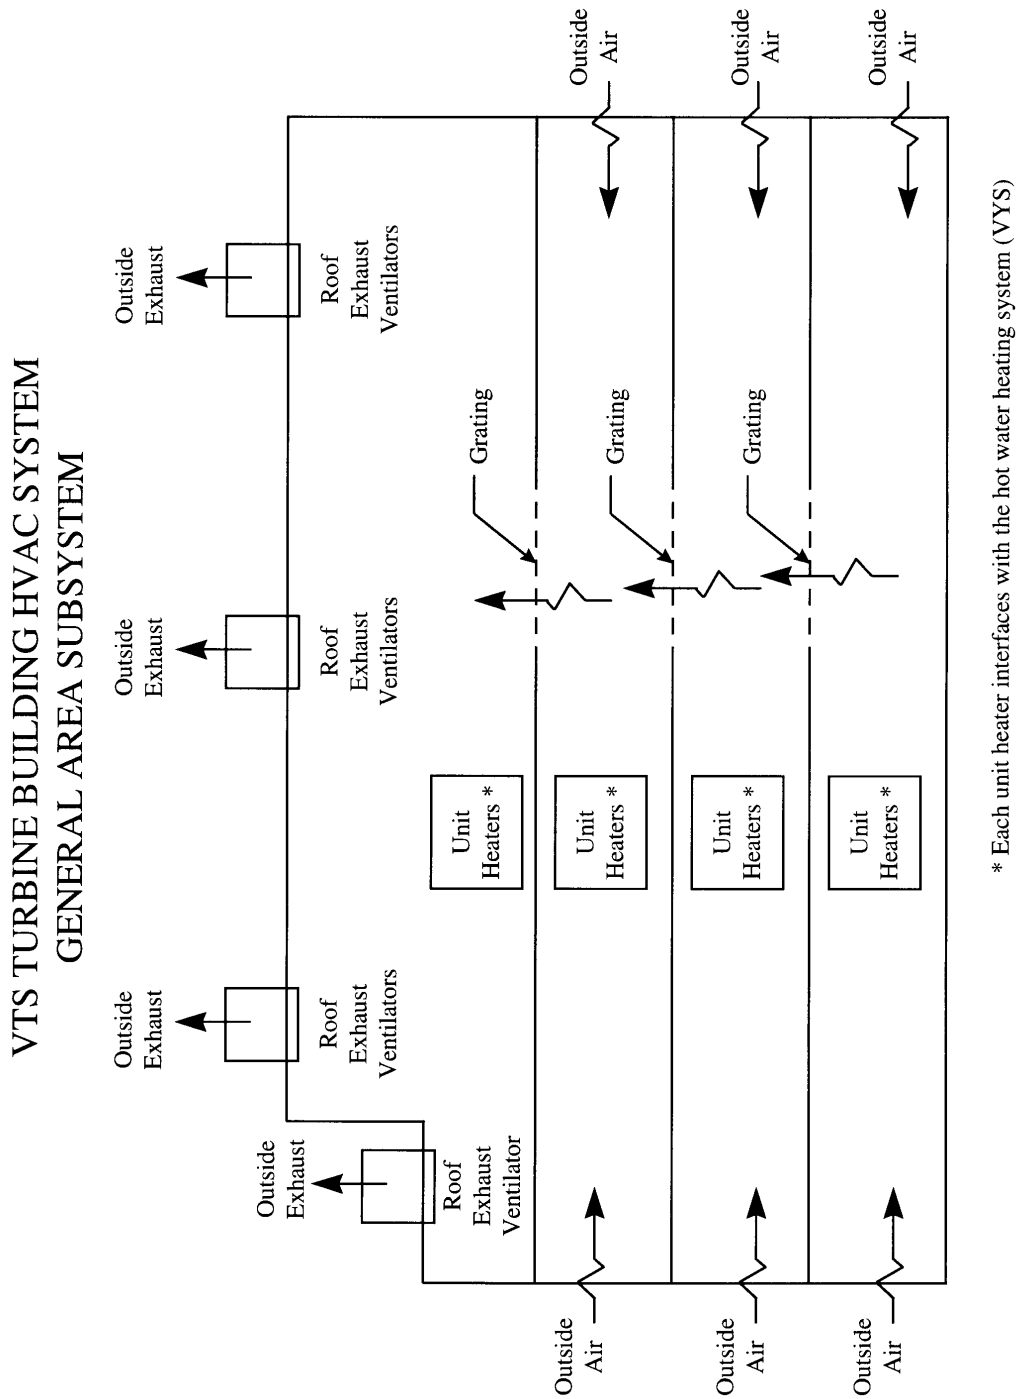 VTS TURBINE BUILDING HVAC SYSTEM
GENERAL AREA SUBSYSTEM
Outside
Exhaust
Outside
Exhaust
Outside
Exhaust
Outside
Exhaust
Roof
Exhaust
Ventilators
Roof
Exhaust
Ventilators
Roof
Exhaust
Ventilators
Roof
Exhaust
Ventilator
Unit
Heaters *
Grating
Outside
Air
Unit
Heaters *
Grating
Outside
Air
Outside
Air
Unit
Heaters *
Grating
Outside
Air
Outside
Air
Unit
Heaters *
Outside
Air
* Each unit heater interfaces with the hot water heating system (VYS)